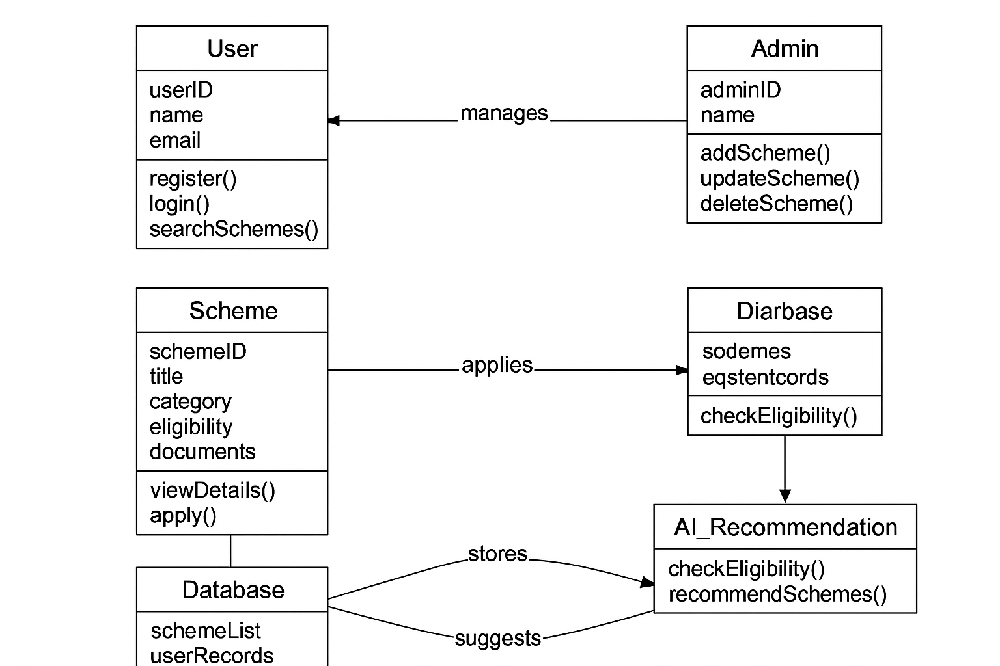 User
userID
name
email
register()
login()
searchSchemes()
manages
Admin
adminID
name
addScheme()
updateScheme()
deleteScheme()
Scheme
schemeID
title
category
eligibility
documents
viewDetails()
apply()
applies
Diarbase
sodemes
eqstentcords
checkEligibility()
AI_Recommendation
checkEligibility()
recommendSchemes()
stores
suggests
Database
schemeList
userRecords